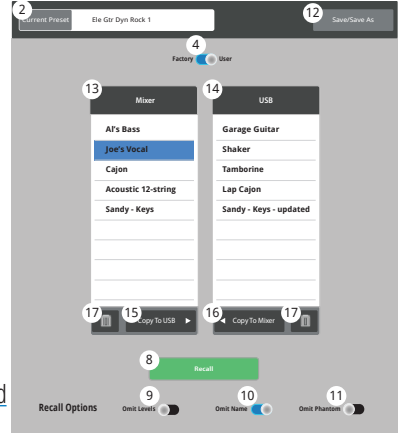 2
Current Preset Ele Gtr Dyn Rock 1
12
Save/Save As
4
Factory User
13
Mixer
Al's Bass
Joe's Vocal
Cajon
Acoustic 12-string
Sandy - Keys
14
USB
Garage Guitar
Shaker
Tamborine
Lap Cajon
Sandy - Keys - updated
17 15 16 17
Copy To USB Copy To Mixer
8
Recall
d
9 10 11
Recall Options Omit Levels Omit Name Omit Phantom